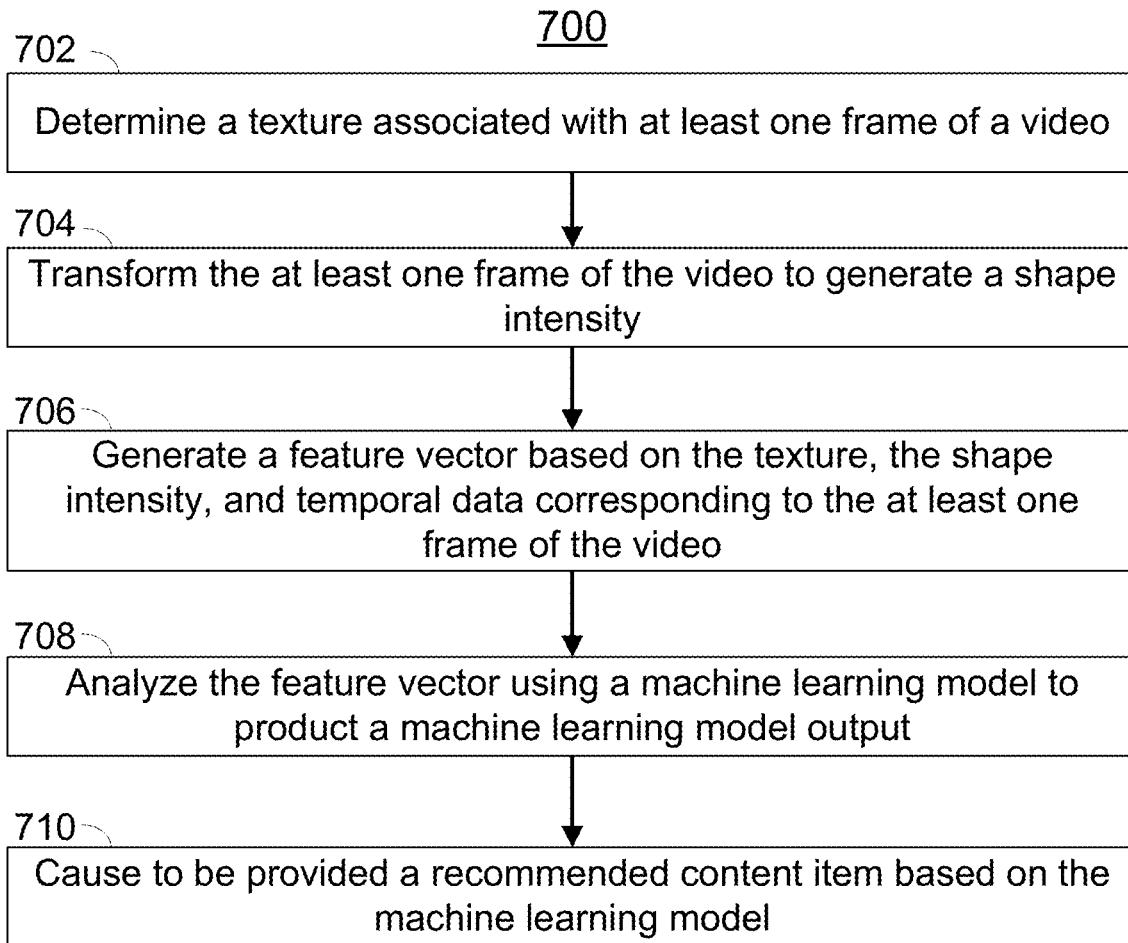 700
702
Determine a texture associated with at least one frame of a video
704
Transform the at least one frame of the video to generate a shape
intensity
706
Generate a feature vector based on the texture, the shape
intensity, and temporal data corresponding to the at least one
frame of the video
708
Analyze the feature vector using a machine learning model to
product a machine learning model output
710
Cause to be provided a recommended content item based on the
machine learning model